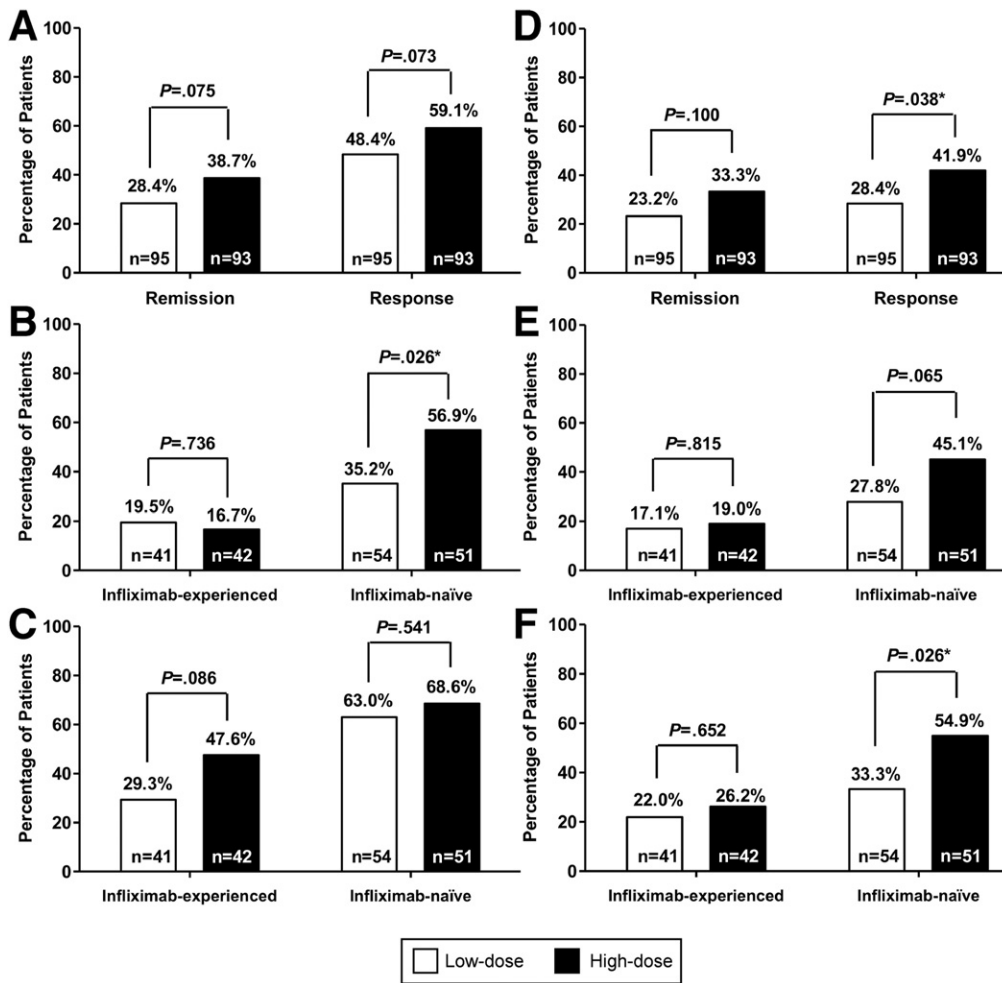 A
Percentage of Patients
100
80
60
40
20
0
P=.075
P=.073
28.4%
38.7%
48.4%
59.1%
n=95
n=93
n=95
n=93
Remission
Response
D
Percentage of Patients
100
80
60
40
20
0
P=.100
P=.038*
23.2%
33.3%
28.4%
41.9%
n=95
n=93
n=95
n=93
Remission
Response
B
Percentage of Patients
100
80
60
40
20
0
P=.736
P=.026*
19.5%
16.7%
35.2%
56.9%
n=41
n=42
n=54
n=51
Infliximab-experienced
Infliximab-naïve
E
Percentage of Patients
100
80
60
40
20
0
P=.815
P=.065
17.1%
19.0%
27.8%
45.1%
n=41
n=42
n=54
n=51
Infliximab-experienced
Infliximab-naïve
C
Percentage of Patients
100
80
60
40
20
0
P=.086
P=.541
29.3%
47.6%
63.0%
68.6%
n=41
n=42
n=54
n=51
Infliximab-experienced
Infliximab-naïve
F
Percentage of Patients
100
80
60
40
20
0
P=.652
P=.026*
22.0%
26.2%
33.3%
54.9%
n=41
n=42
n=54
n=51
Infliximab-experienced
Infliximab-naïve
Low-dose
High-dose